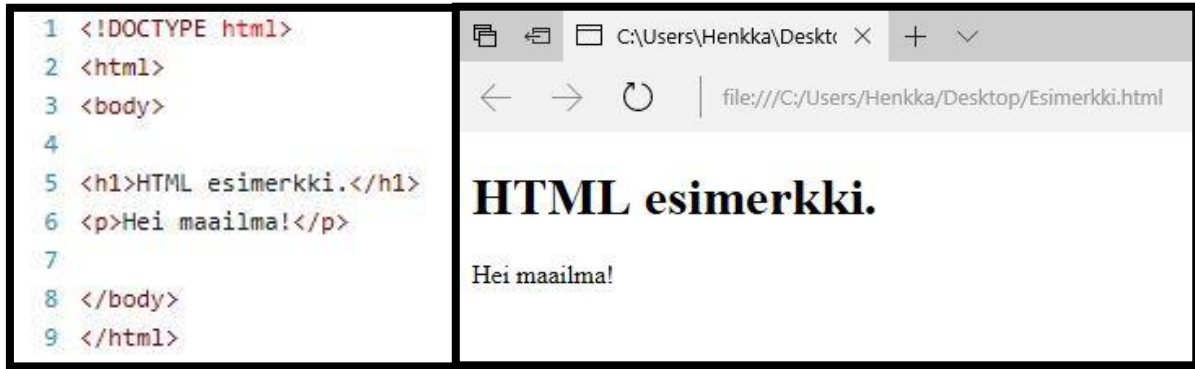 1 <!DOCTYPE html>
2 <html>
3 <body>
4
5 <h1>HTML esimerkki.</h1>
6 <p>Hei maailma!</p>
7
8 </body>
9 </html>
C:\Users\Henkka\Deskt
file:///C:/Users/Henkka/Desktop/Esimerkki.html
HTML esimerkki.
Hei maailma!